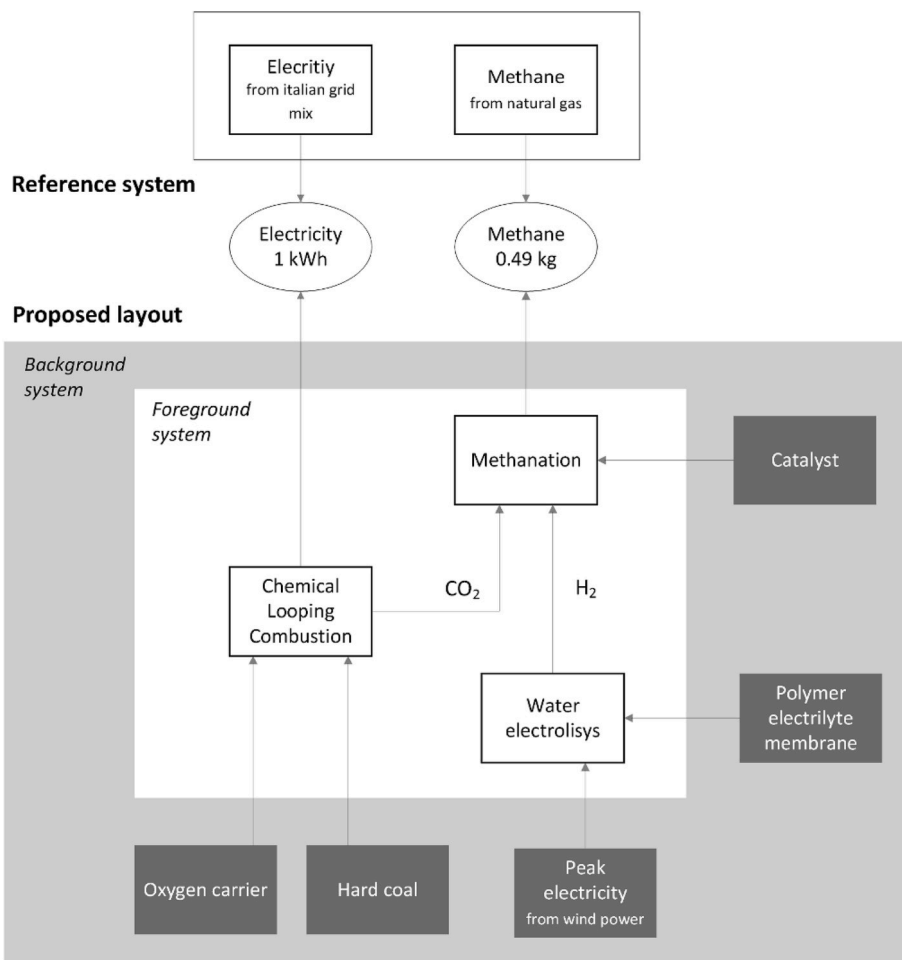 Elecritiy
from italian grid
mix
Methane
from natural gas
Reference system
Electricity
1 kWh
Methane
0.49 kg
Proposed layout
Background
system
Foreground
system
Methanation
Catalyst
CO₂
H₂
Chemical
Looping
Combustion
Water
electrolisys
Polymer
electrilyte
membrane
Oxygen carrier
Hard coal
Peak
electricity
from wind power